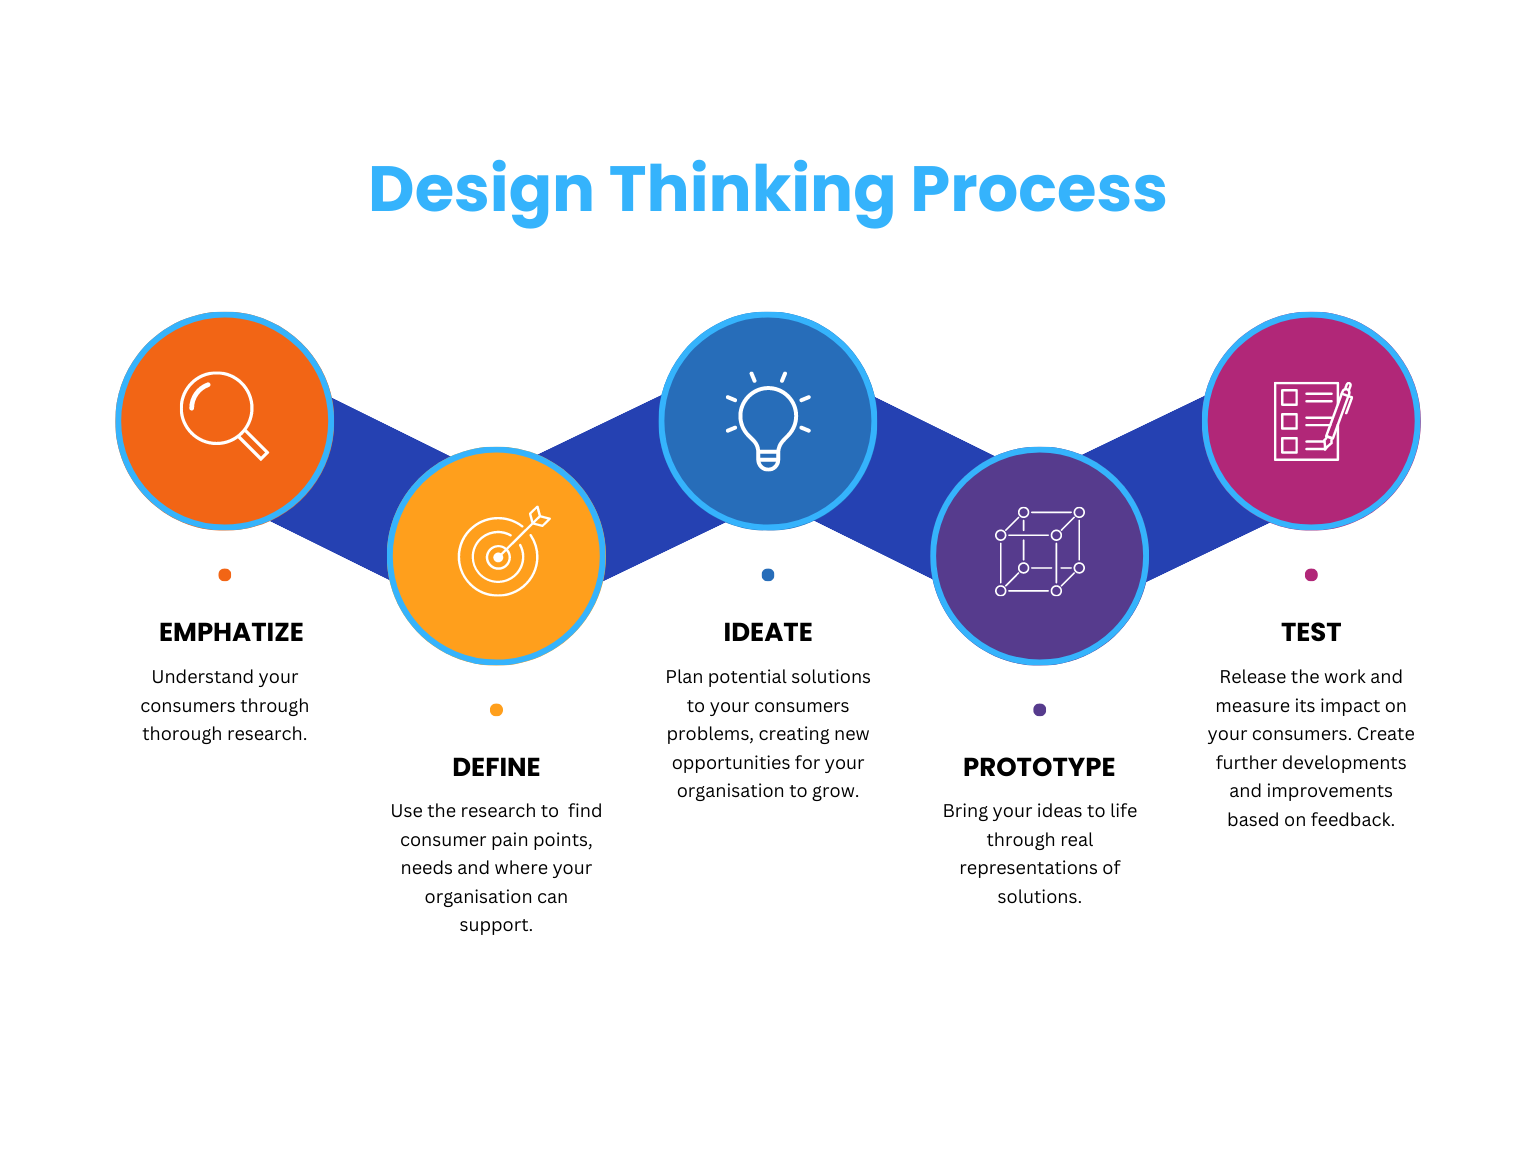 Design Thinking Process
EMPHATIZE
Understand your
consumers through
thorough research.
DEFINE
Use the research to  find
consumer pain points,
needs and where your
organisation can
support.
IDEATE
Plan potential solutions
to your consumers
problems, creating new
opportunities for your
organisation to grow.
PROTOTYPE
Bring your ideas to life
through real
representations of
solutions.
TEST
Release the work and
measure its impact on
your consumers. Create
further developments
and improvements
based on feedback.